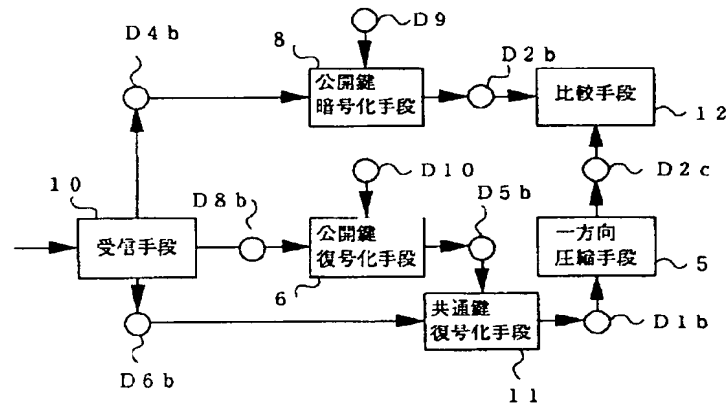 D9
D4b
8
D2b
公開鍵
暗号化手段
比較手段
12
10
D8b
D10
D5b
D2c
受信手段
公開鍵
復号化手段
一方向
圧縮手段
6
5
共通鍵
復号化手段
D6b
D1b
11